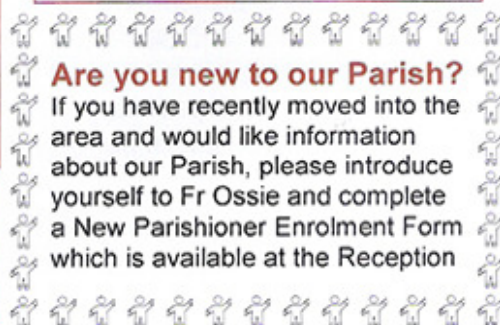 Are you new to our Parish?
If you have recently moved into the
area and would like information
about our Parish, please introduce
yourself to Fr Ossie and complete
a New Parishioner Enrolment Form
which is available at the Reception